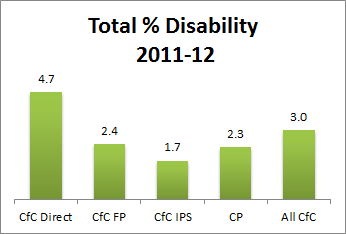 Total % Disability
2011-12
4.7
2.4
1.7
2.3
3.0
CfC Direct
CfC FP
CfC IPS
CP
All CfC